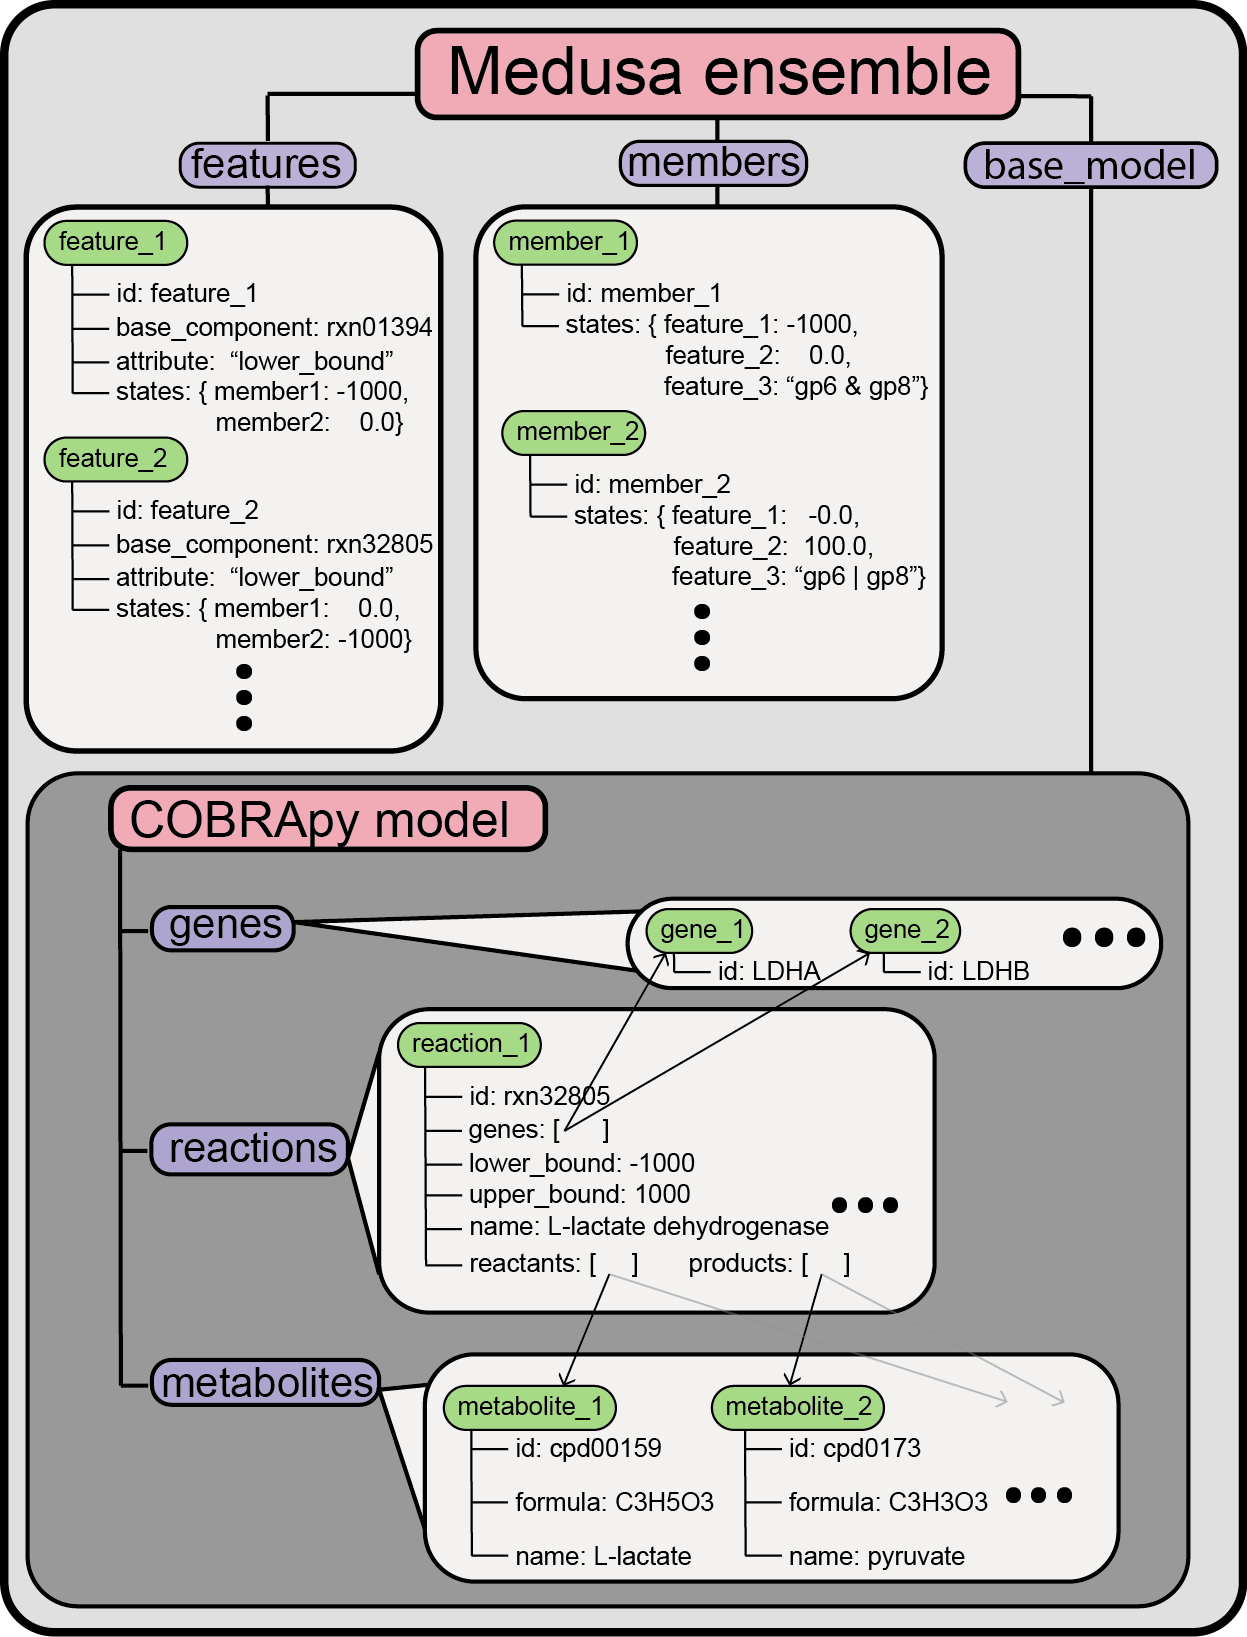 Medusa ensemble
features
members
base_model
feature_1
id: feature_1
base_component: rxn01394
attribute: “lower_bound”
states: { member1: -1000,
member2: 0.0}
feature_2
id: feature_2
base_component: rxn32805
attribute: “lower_bound”
states: { member1: 0.0,
member2: -1000}
member_1
id: member_1
states: { feature_1: -1000,
feature_2: 0.0,
feature_3: “gp6 & gp8”}
member_2
id: member_2
states: { feature_1: -0.0,
feature_2: 100.0,
feature_3: “gp6 | gp8”}
COBRApy model
genes
gene_1
id: LDHA
gene_2
id: LDHB
reactions
reaction_1
id: rxn32805
genes: [ ]
lower_bound: -1000
upper_bound: 1000
name: L-lactate dehydrogenase
reactants: [ ] products: [ ]
metabolites
metabolite_1
id: cpd00159
formula: C3H5O3
name: L-lactate
metabolite_2
id: cpd0173
formula: C3H3O3
name: pyruvate